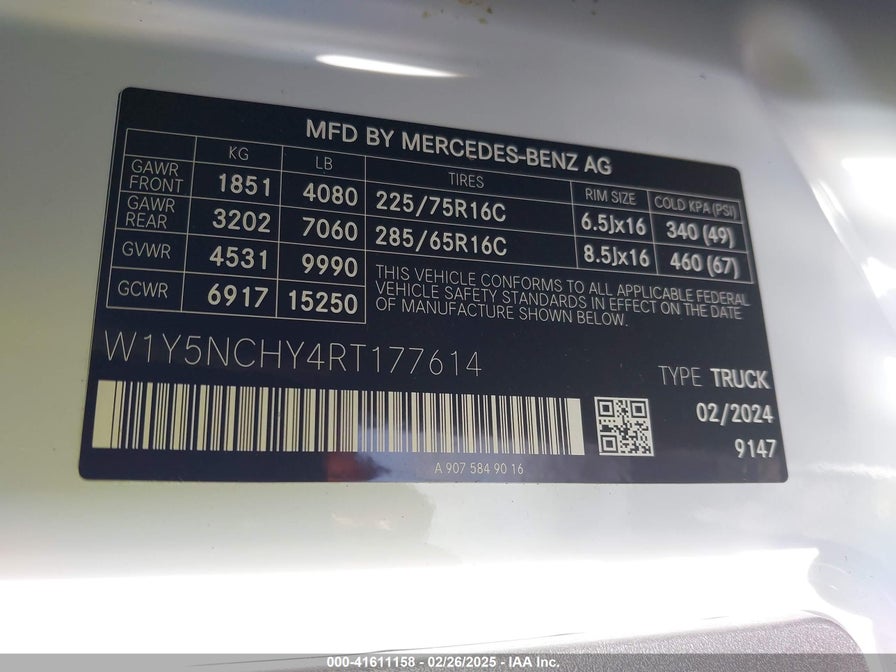 MFD BY MERCEDES-BENZ AG
KG LB TIRES RIM SIZE COLD KPA (PSI)
GAWR FRONT 1851 4080 225/75R16C 6.5Jx16 340 (49)
GAWR REAR 3202 7060 285/65R16C 8.5Jx16 460 (67)
GVWR 4531 9990
GCWR 6917 15250
THIS VEHICLE CONFORMS TO ALL APPLICABLE FEDERAL
VEHICLE SAFETY STANDARDS IN EFFECT ON THE DATE
OF MANUFACTURE SHOWN BELOW.
W1Y5NCHY4RT177614
TYPE TRUCK
02/2024
9147
A 907 584 90 16
000-41611158 - 02/26/2025 - IAA Inc.